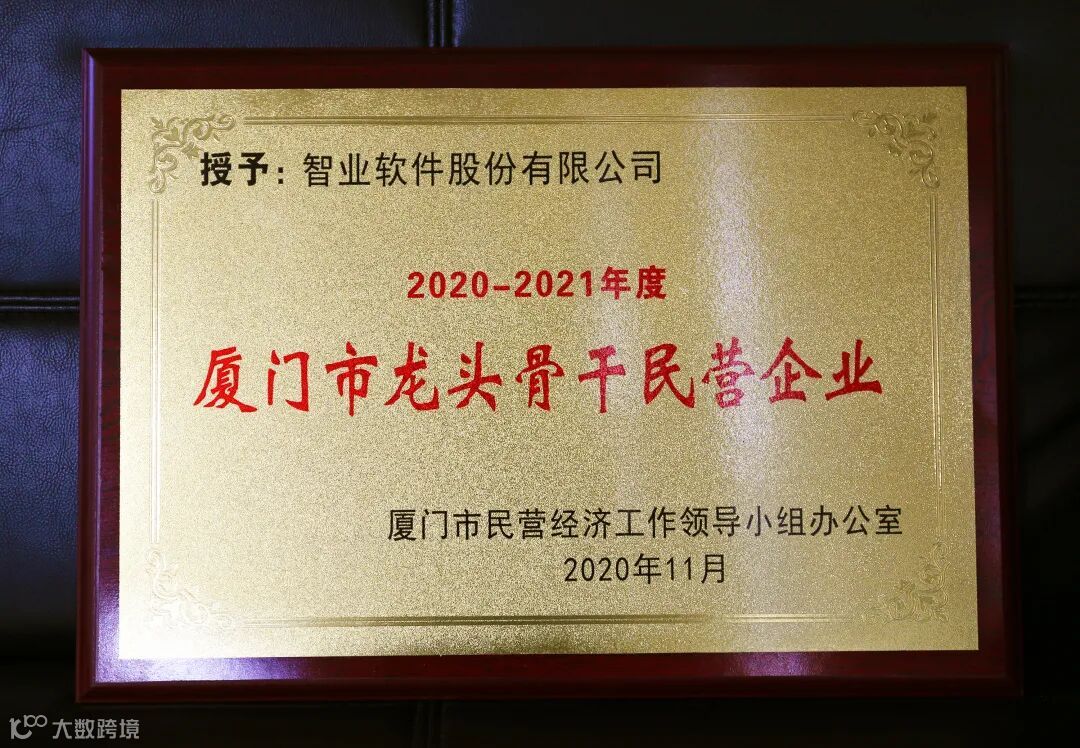 授予：智业软件股份有限公司
2020-2021年度
厦门市龙头骨干民营企业
厦门市民营经济工作领导小组办公室
2020年11月
大数跨境